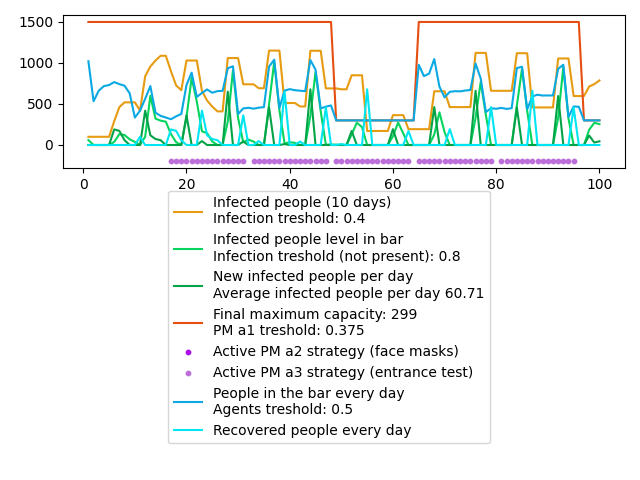 1500
1000
500
0
0
20
40
60
80
100
Infected people (10 days)
Infection treshold: 0.4
Infected people level in bar
Infection treshold (not present): 0.8
New infected people per day
Average infected people per day 60.71
Final maximum capacity: 299
PM a1 treshold: 0.375
Active PM a2 strategy (face masks)
Active PM a3 strategy (entrance test)
People in the bar every day
Agents treshold: 0.5
Recovered people every day